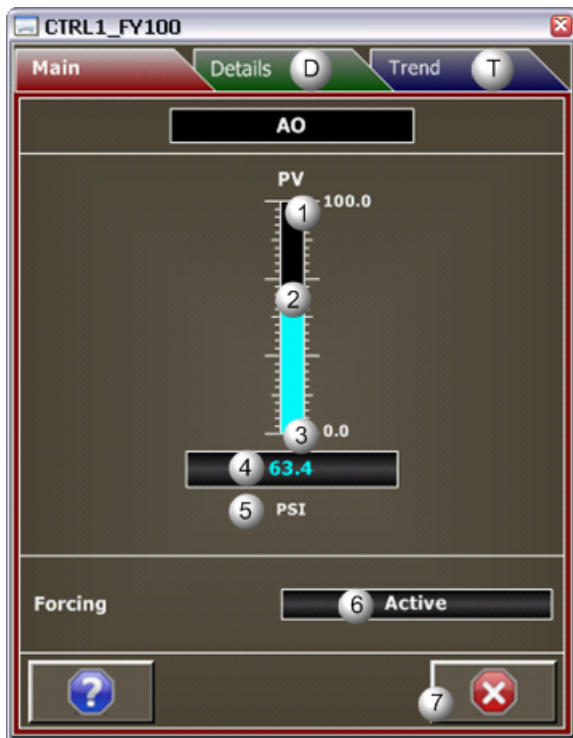 CTRL1_FY100
Main Details D Trend T
AO
PV
1 100.0
2
3 0.0
4 63.4
5 PSI
Forcing 6 Active
? 7